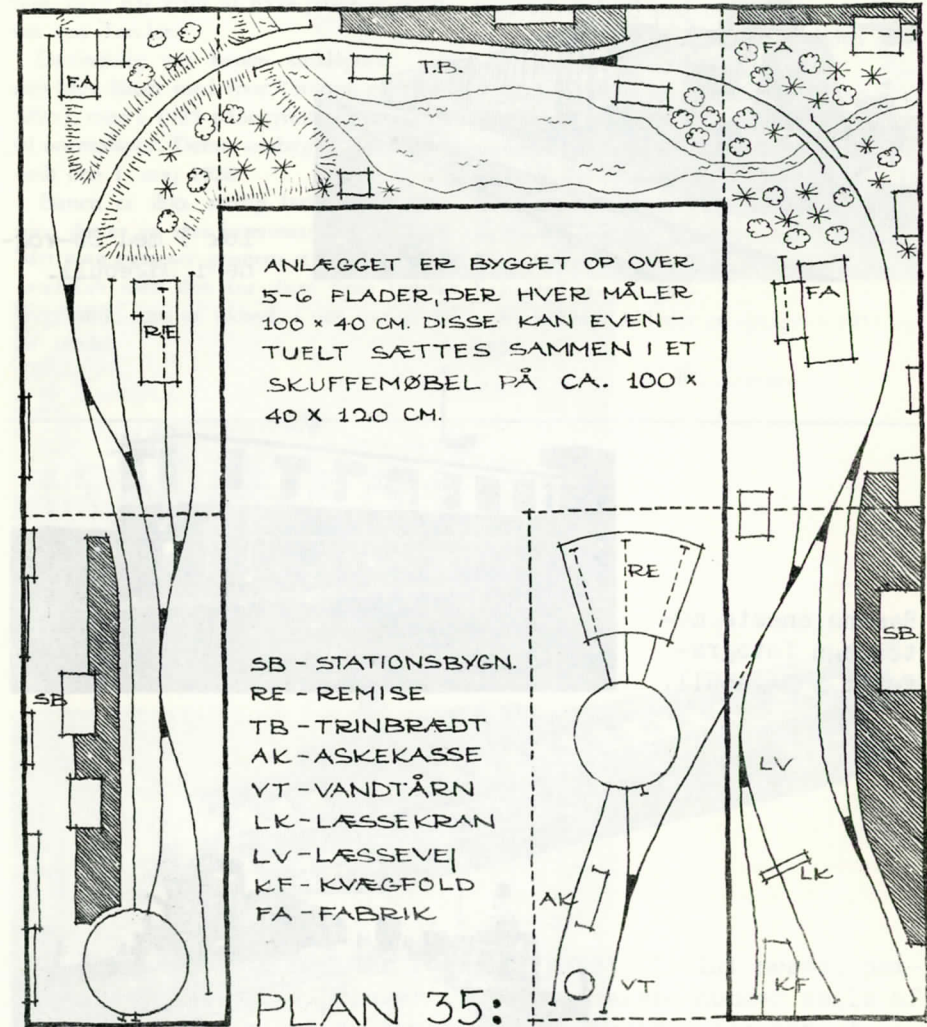 FA
T.B
FA
RE
FA
ANLÆGGET ER BYGGET OP OVER
5-6 PLADER, DER HVER MÅLER
100 x 40 CM. DISSE KAN EVEN-
TUELT SÆTTES SAMMEN I ET
SKUFFEMØBEL PÅ CA. 100 x
40 x 120 CM.
RE
SB
SB
SB - STATIONSBYGN.
RE - REMISE
TB - TRINBRÆDT
AK - ASKEKASSE
VT - VANDTÅRN
LK - LÆSSEKRAN
LV - LÆSSEVEJ
KF - KVÆGFOLD
FA - FABRIK
LV
LK
AK
VT
KF
PLAN 35: